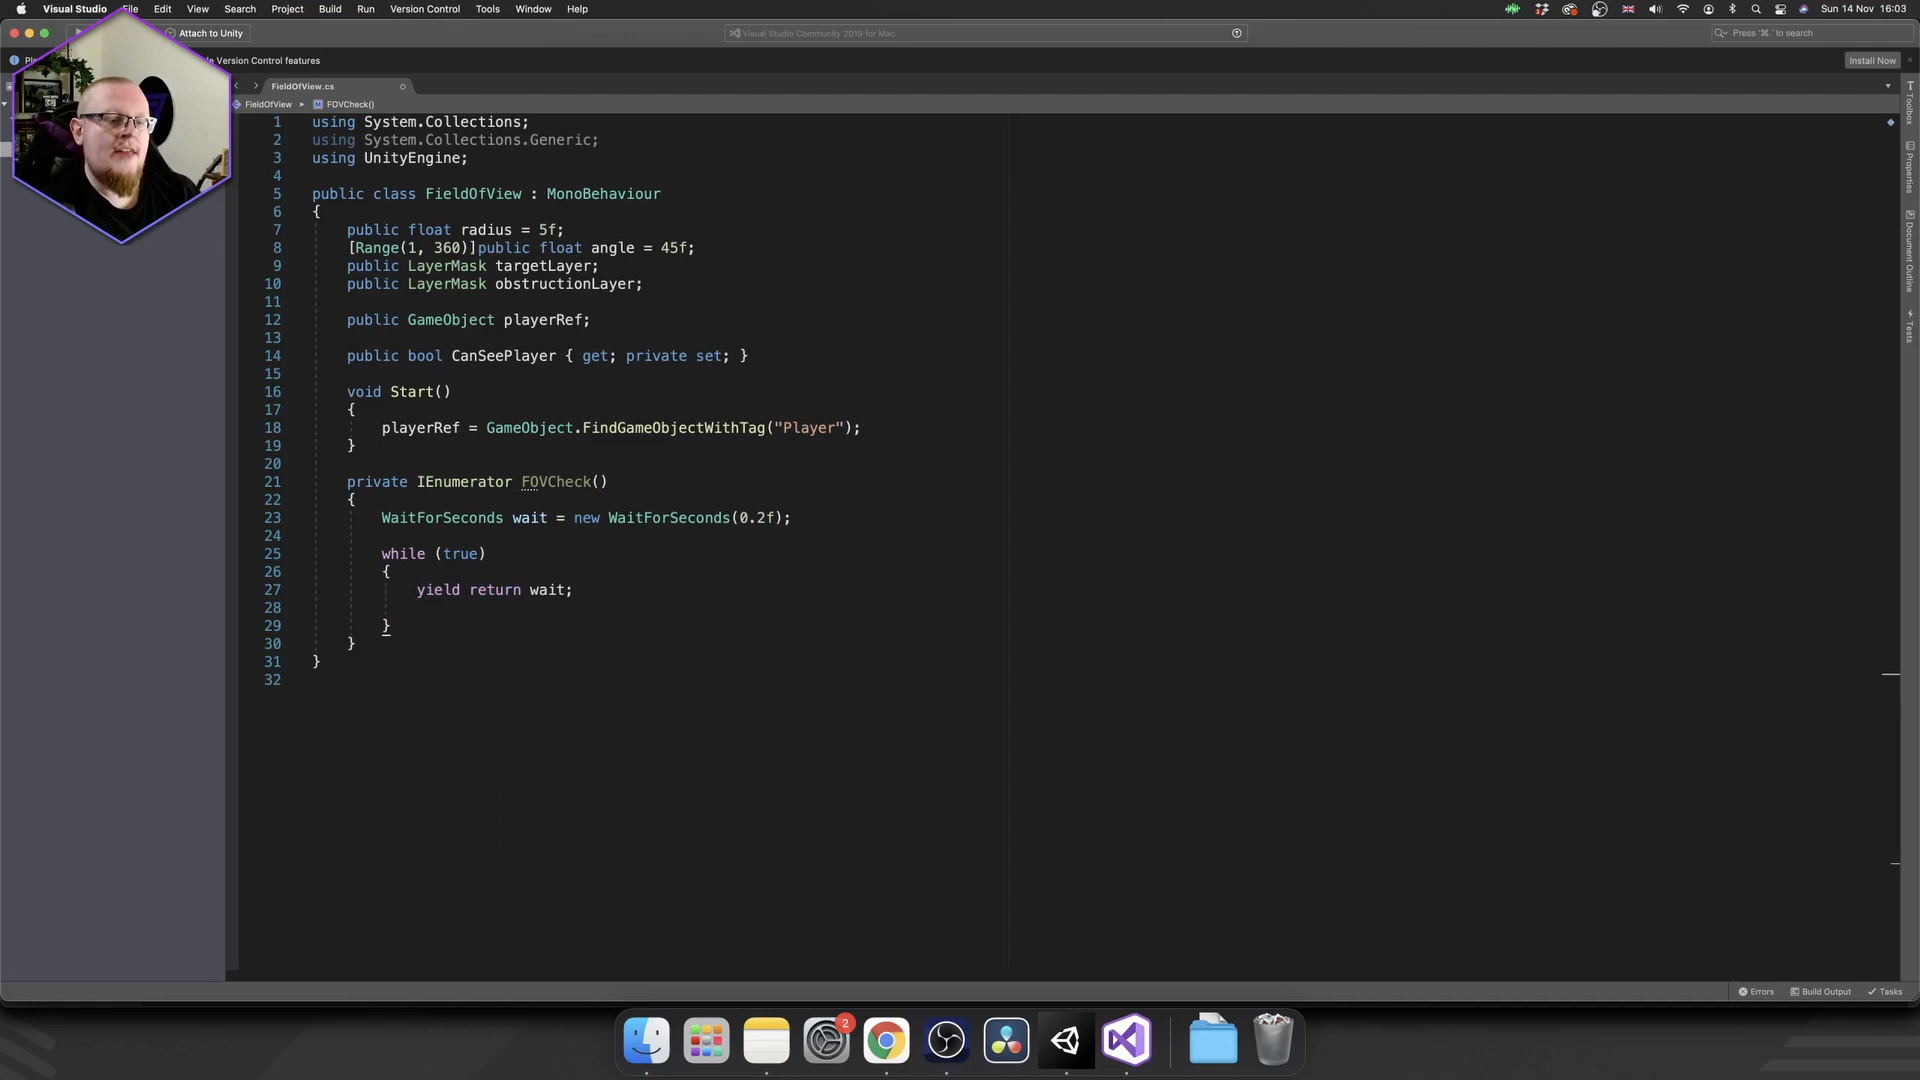 Visual Studio File Edit View Search Project Build Run Version Control Tools Window Help Sun 14 Nov 16:03
Attach to Unity
Visual Studio Community 2019 for Mac
Press '⌘.' to search
le Version Control features
Install Now
FieldOfView.cs
FieldOfView FOVCheck()
1 using System.Collections;
2 using System.Collections.Generic;
3 using UnityEngine;
4
5 public class FieldOfView : MonoBehaviour
6 {
7 public float radius = 5f;
8 [Range(1, 360)]public float angle = 45f;
9 public LayerMask targetLayer;
10 public LayerMask obstructionLayer;
11
12 public GameObject playerRef;
13
14 public bool CanSeePlayer { get; private set; }
15
16 void Start()
17 {
18 playerRef = GameObject.FindGameObjectWithTag("Player");
19 }
20
21 private IEnumerator FOVCheck()
22 {
23 WaitForSeconds wait = new WaitForSeconds(0.2f);
24
25 while (true)
26 {
27 yield return wait;
28
29 }
30 }
31 }
32
Toolbox
Properties
Document Outline
Tests
Errors Build Output Tasks
2